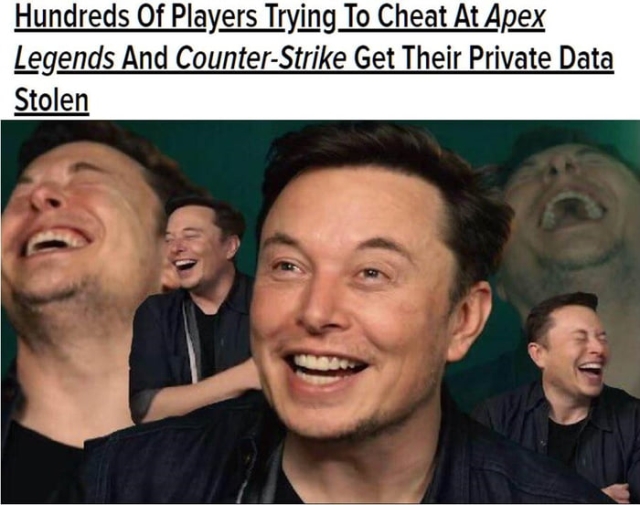 Hundreds Of Players Trying To Cheat At Apex
Legends And Counter-Strike Get Their Private Data
Stolen